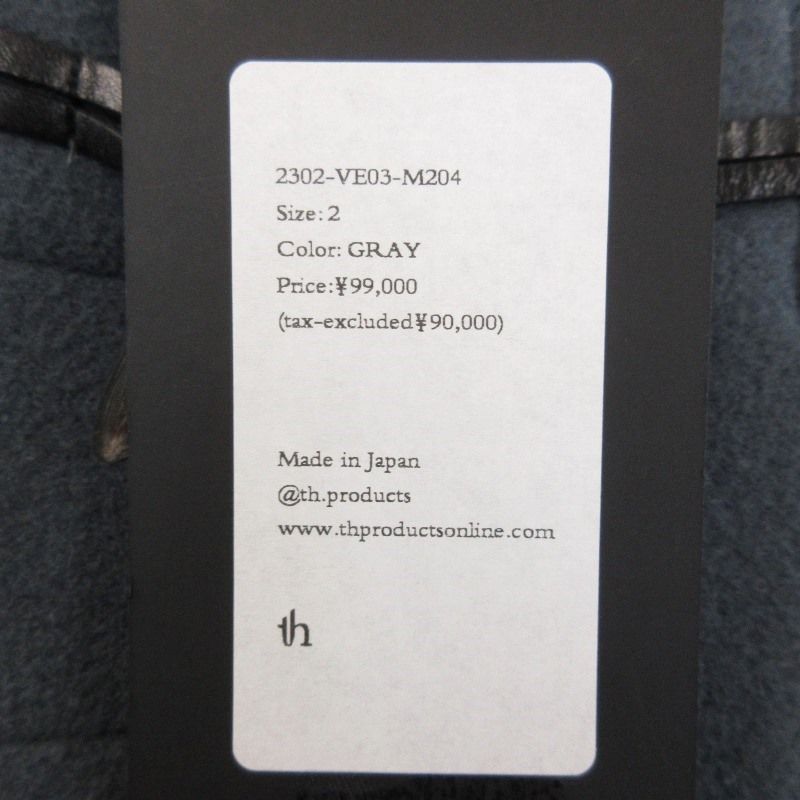 2302-VE03-M204
Size: 2
Color: GRAY
Price:¥99,000
(tax-excluded¥90,000)
Made in Japan
@th.products
www.thproductsonline.com
th